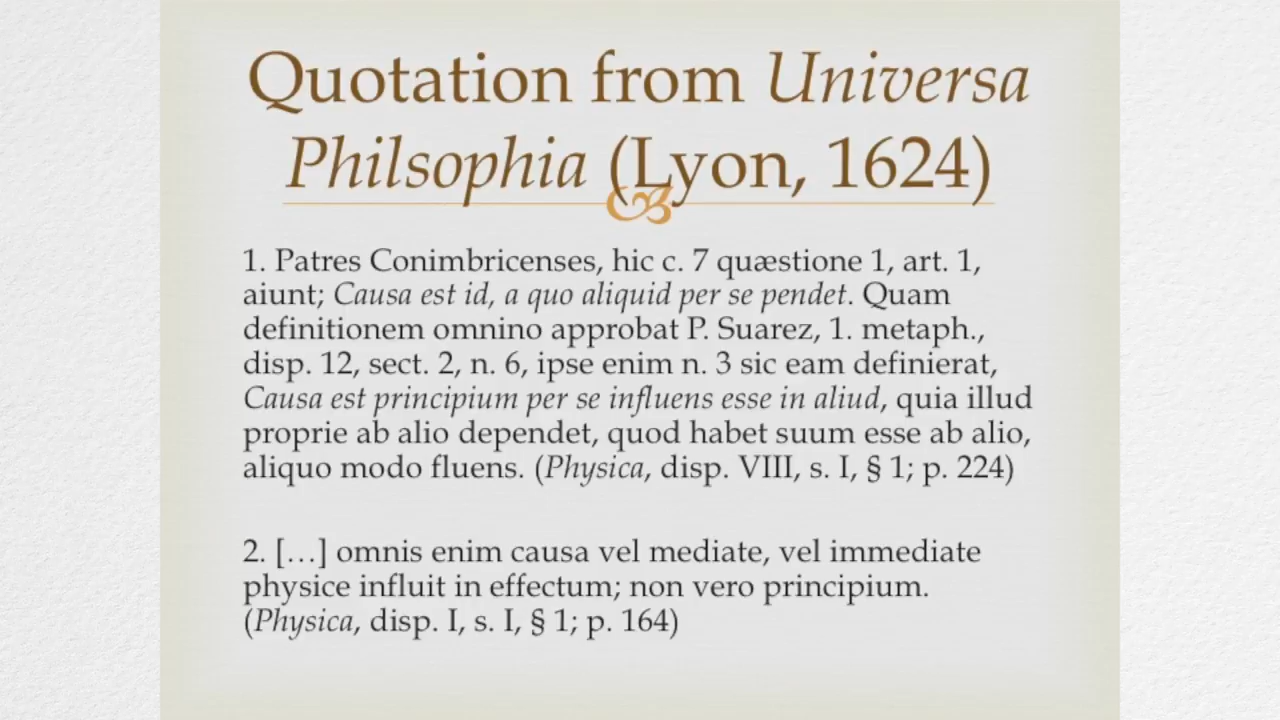 Quotation from Universa
Philsophia (Lyon, 1624)
1. Patres Conimbricenses, hic c. 7 quæstione 1, art. 1,
aiunt; Causa est id, a quo aliquid per se pendet. Quam
definitionem omnino approbat P. Suarez, 1. metaph.,
disp. 12, sect. 2, n. 6, ipse enim n. 3 sic eam definierat,
Causa est principium per se influens esse in aliud, quia illud
proprie ab alio dependet, quod habet suum esse ab alio,
aliquo modo fluens. (Physica, disp. VIII, s. I, § 1; p. 224)
2. […] omnis enim causa vel mediate, vel immediate
physice influit in effectum; non vero principium.
(Physica, disp. I, s. I, § 1; p. 164)